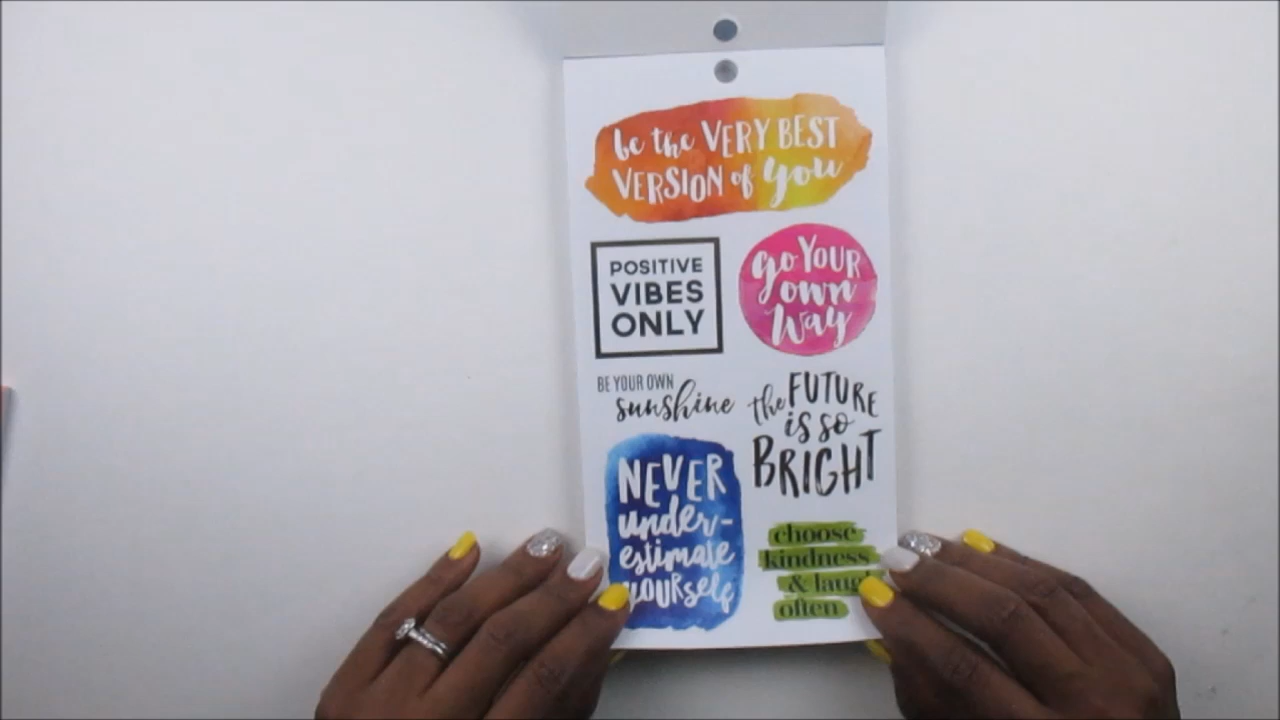 be the VERY BEST
VERSION of you
POSITIVE
VIBES
ONLY
go YOUR
own
way
BE YOUR OWN
sunshine
the FUTURE
is so
BRIGHT
NEVER
under-
estimate
YOURSELF
choose
kindness
& laugh
often